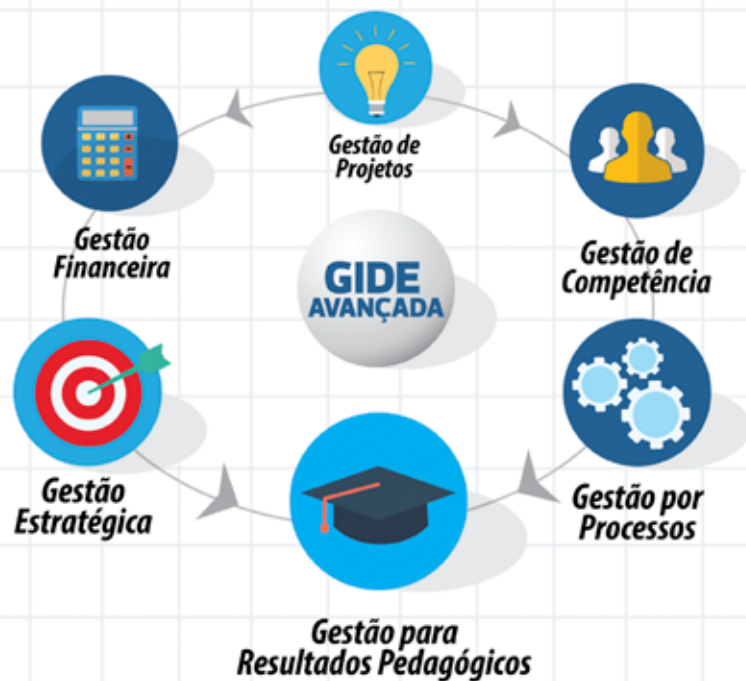 Gestão de
Projetos
Gestão
Financeira
Gestão de
Competência
GIDE
AVANÇADA
Gestão
Estratégica
Gestão por
Processos
Gestão para
Resultados Pedagógicos